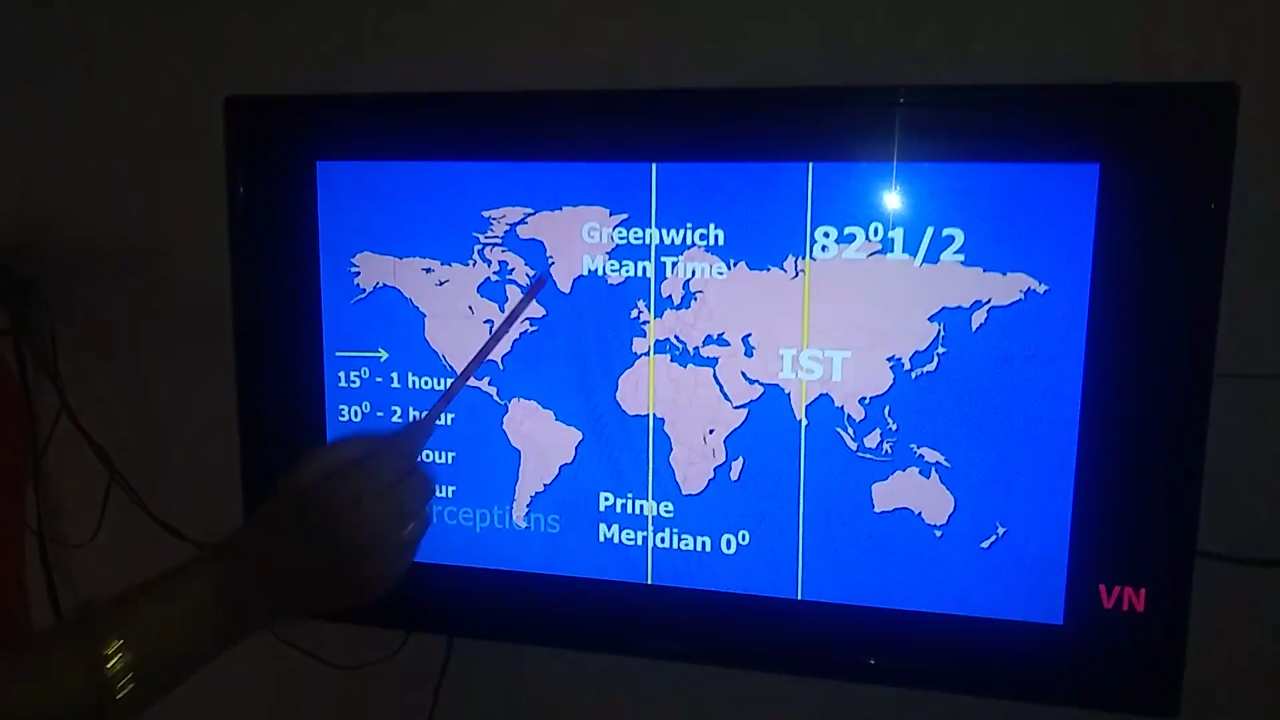 Greenwich
Mean Time
82⁰1/2
IST
15⁰ - 1 hour
30⁰ - 2 hour
Prime
Meridian 0⁰
VN